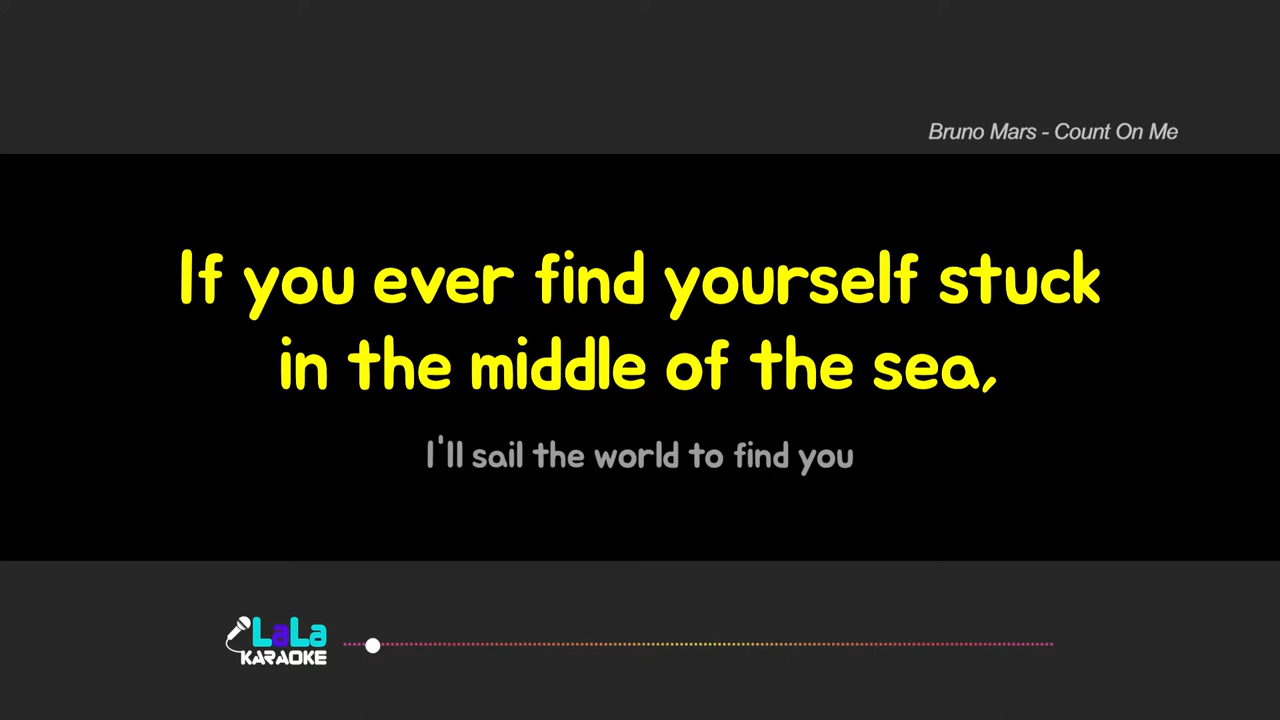 Bruno Mars - Count On Me
If you ever find yourself stuck
in the middle of the sea,
I'll sail the world to find you
LaLa
KARAOKE